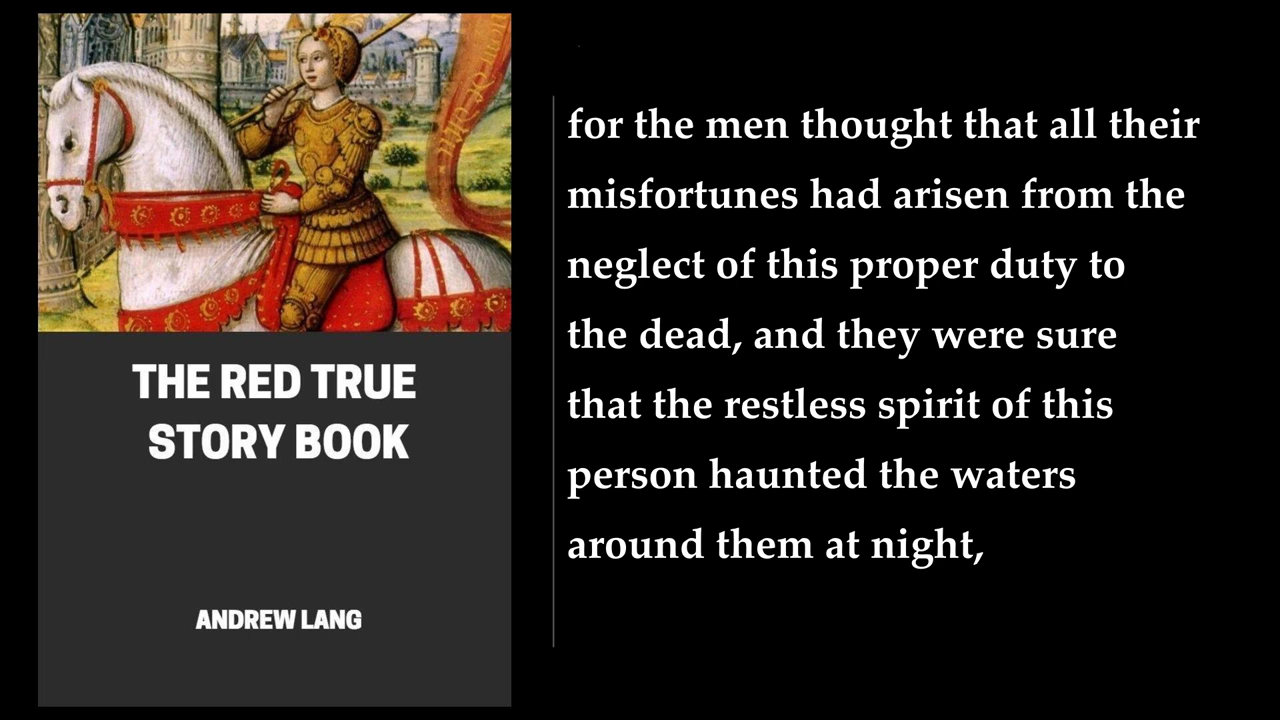 THE RED TRUE
STORY BOOK
ANDREW LANG
for the men thought that all their
misfortunes had arisen from the
neglect of this proper duty to
the dead, and they were sure
that the restless spirit of this
person haunted the waters
around them at night,